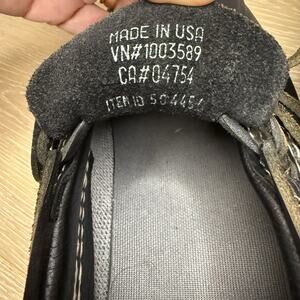 MADE IN USA
VN#1003589
CA#04754
ITEM ID 504454